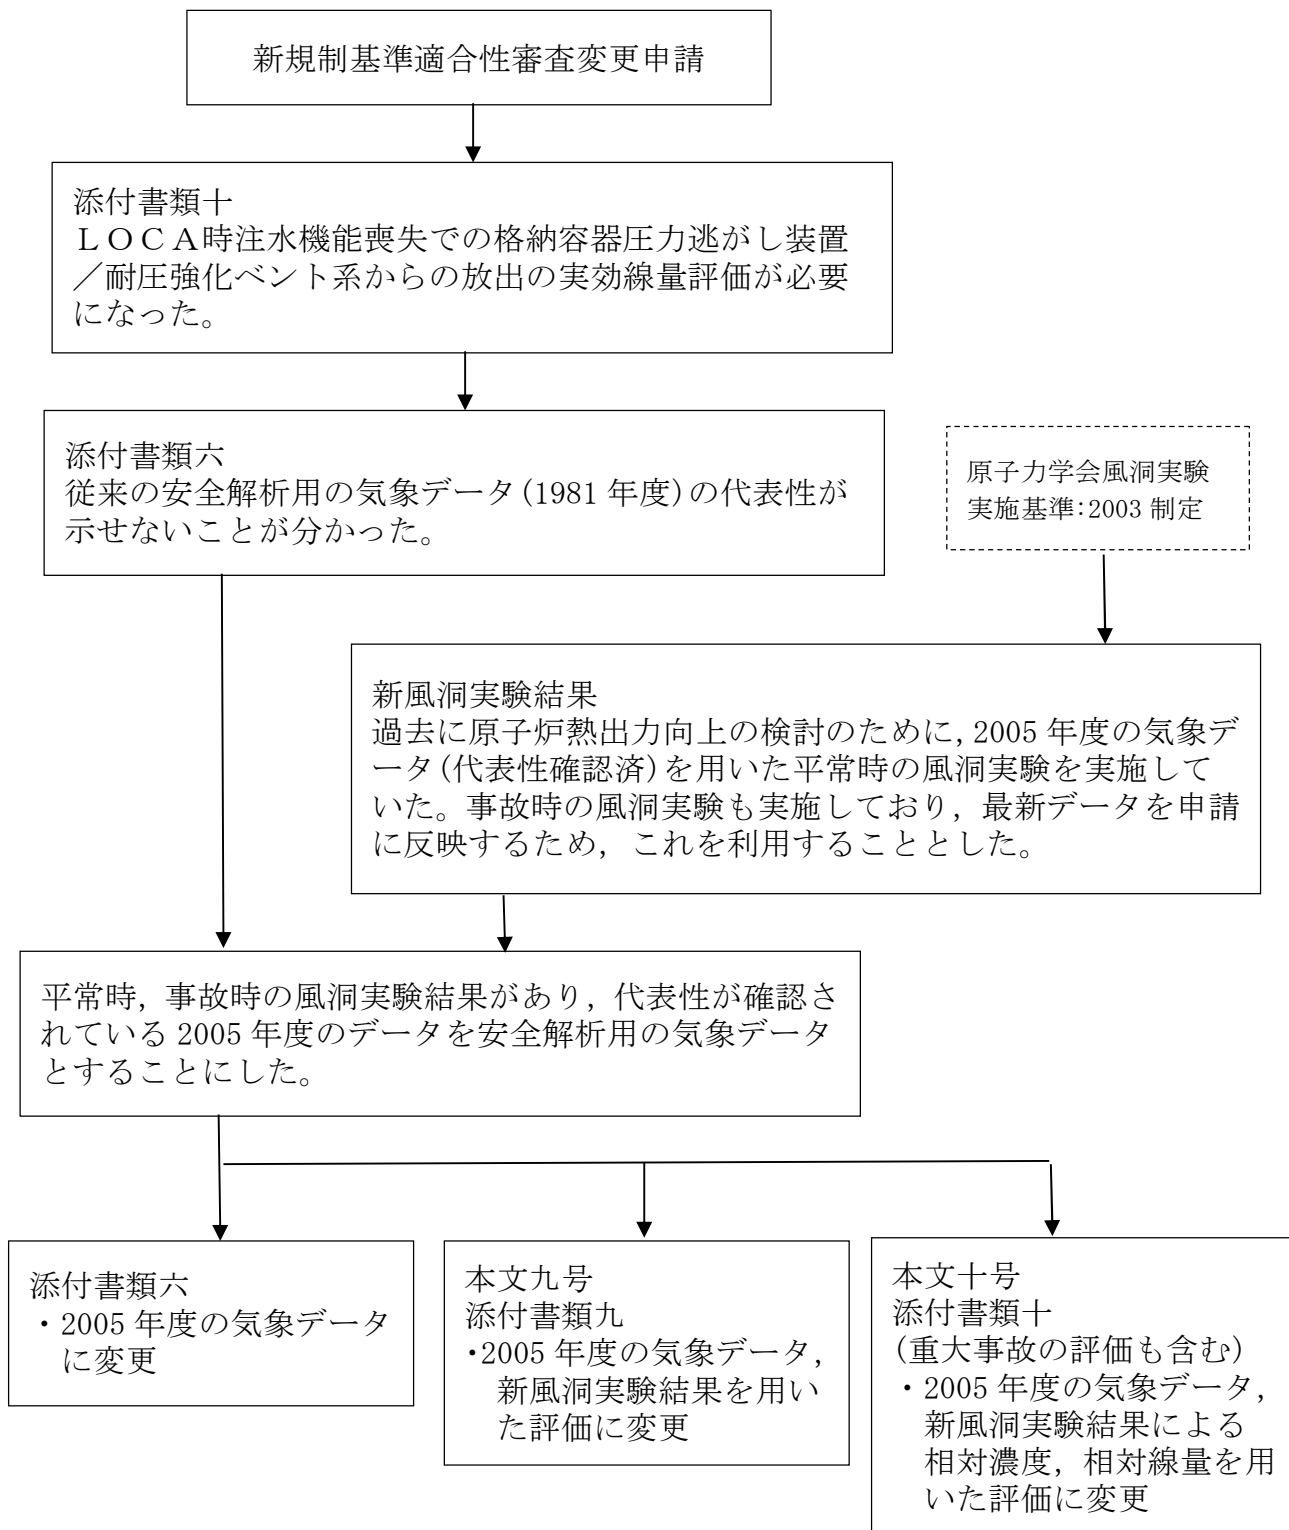 新規制基準適合性審査変更申請
添付書類十
ＬＯＣＡ時注水機能喪失での格納容器圧力逃がし装置
／耐圧強化ベント系からの放出の実効線量評価が必要
になった。
添付書類六
従来の安全解析用の気象データ(1981 年度)の代表性が
示せないことが分かった。
原子力学会風洞実験
実施基準:2003 制定
新風洞実験結果
過去に原子炉熱出力向上の検討のために,2005 年度の気象デ
ータ(代表性確認済)を用いた平常時の風洞実験を実施して
いた。事故時の風洞実験も実施しており，最新データを申請
に反映するため，これを利用することとした。
平常時，事故時の風洞実験結果があり，代表性が確認さ
れている 2005 年度のデータを安全解析用の気象データ
とすることにした。
添付書類六
・2005 年度の気象データ
に変更
本文九号
添付書類九
・2005 年度の気象データ，
新風洞実験結果を用い
た評価に変更
本文十号
添付書類十
(重大事故の評価も含む)
・2005 年度の気象データ，
新風洞実験結果による
相対濃度，相対線量を用
いた評価に変更